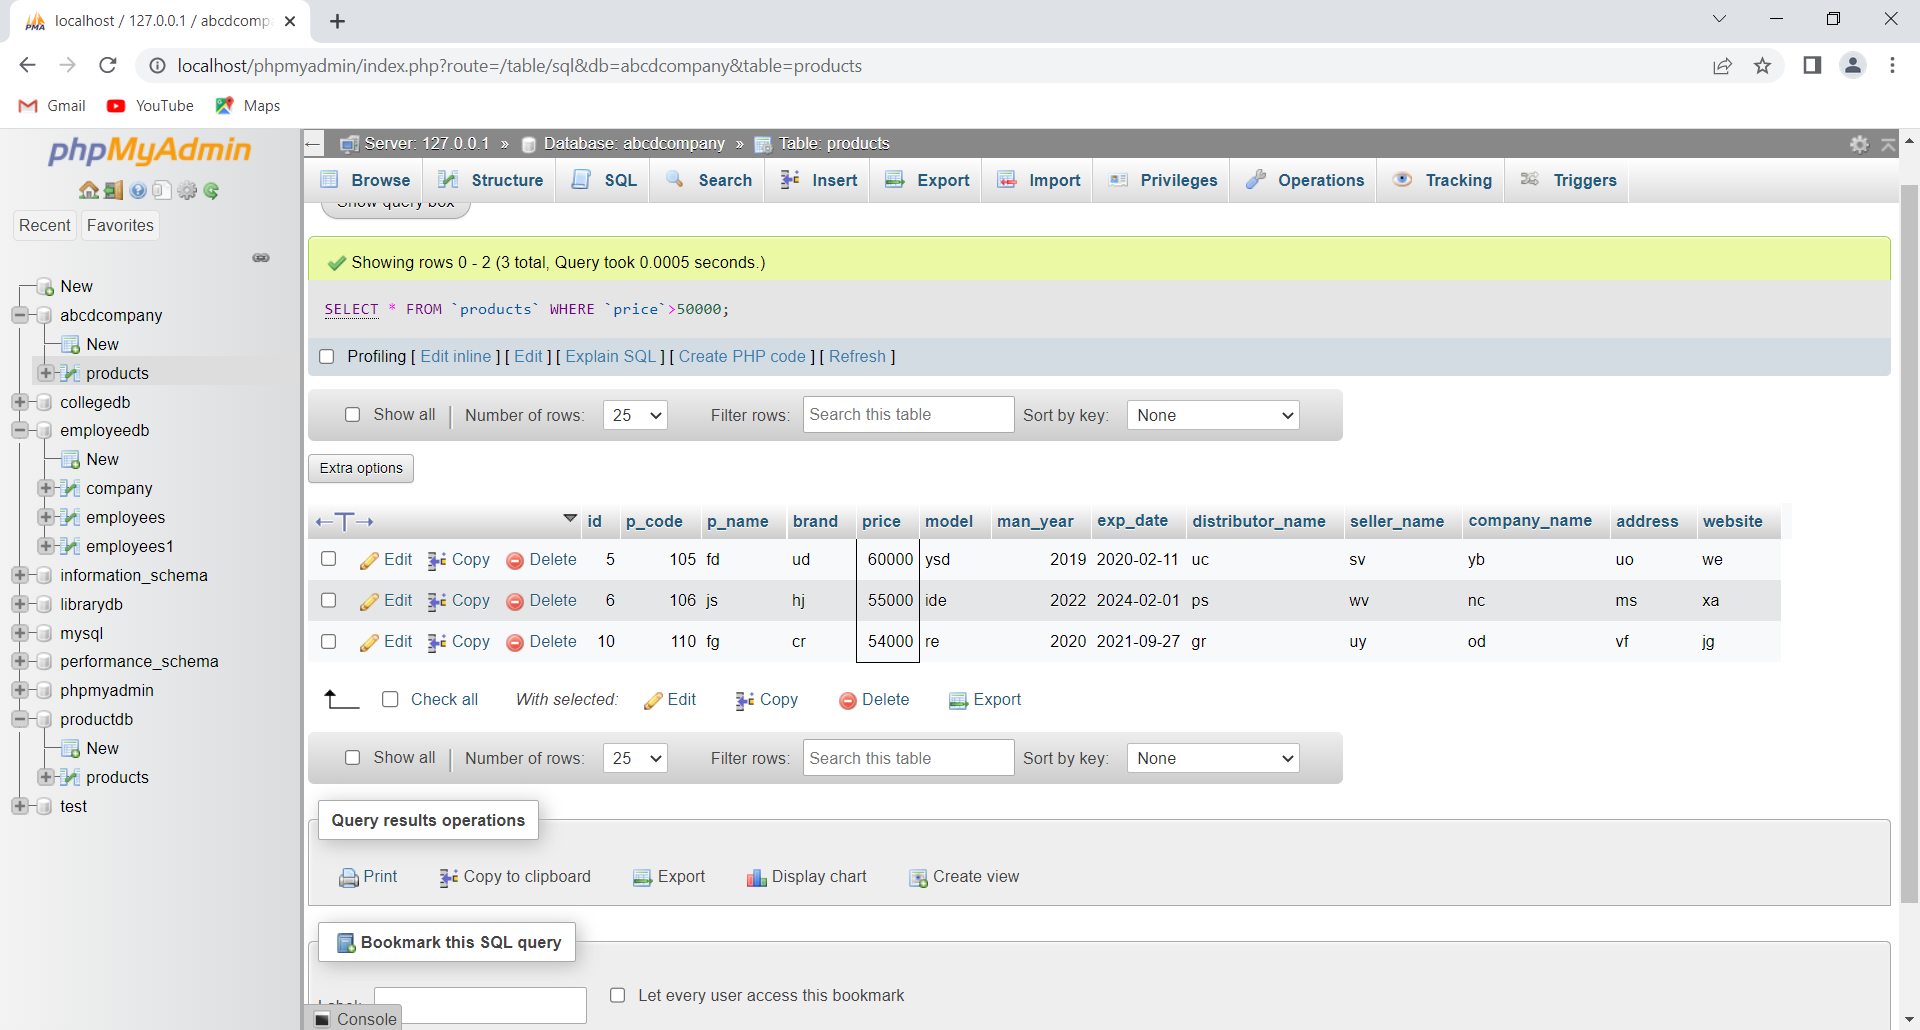 localhost / 127.0.0.1 / abcdcomp
localhost/phpmyadmin/index.php?route=/table/sql&db=abcdcompany&table=products
Gmail YouTube Maps
phpMyAdmin
Recent Favorites
New
abcdcompany
New
products
collegedb
employeedb
New
company
employees
employees1
information_schema
librarydb
mysql
performance_schema
phpmyadmin
productdb
New
products
test
Server: 127.0.0.1 » Database: abcdcompany » Table: products
Browse Structure SQL Search Insert Export Import Privileges Operations Tracking Triggers
Show query box
Showing rows 0 - 2 (3 total, Query took 0.0005 seconds.)
SELECT * FROM `products` WHERE `price`>50000;
Profiling [ Edit inline ] [ Edit ] [ Explain SQL ] [ Create PHP code ] [ Refresh ]
Show all Number of rows: 25 Filter rows: Search this table Sort by key: None
Extra options
←T→ id p_code p_name brand price model man_year exp_date distributor_name seller_name company_name address website
Edit Copy Delete 5 105 fd ud 60000 ysd 2019 2020-02-11 uc sv yb uo we
Edit Copy Delete 6 106 js hj 55000 ide 2022 2024-02-01 ps wv nc ms xa
Edit Copy Delete 10 110 fg cr 54000 re 2020 2021-09-27 gr uy od vf jg
Check all With selected: Edit Copy Delete Export
Show all Number of rows: 25 Filter rows: Search this table Sort by key: None
Query results operations
Print Copy to clipboard Export Display chart Create view
Bookmark this SQL query
Label: Let every user access this bookmark
Console